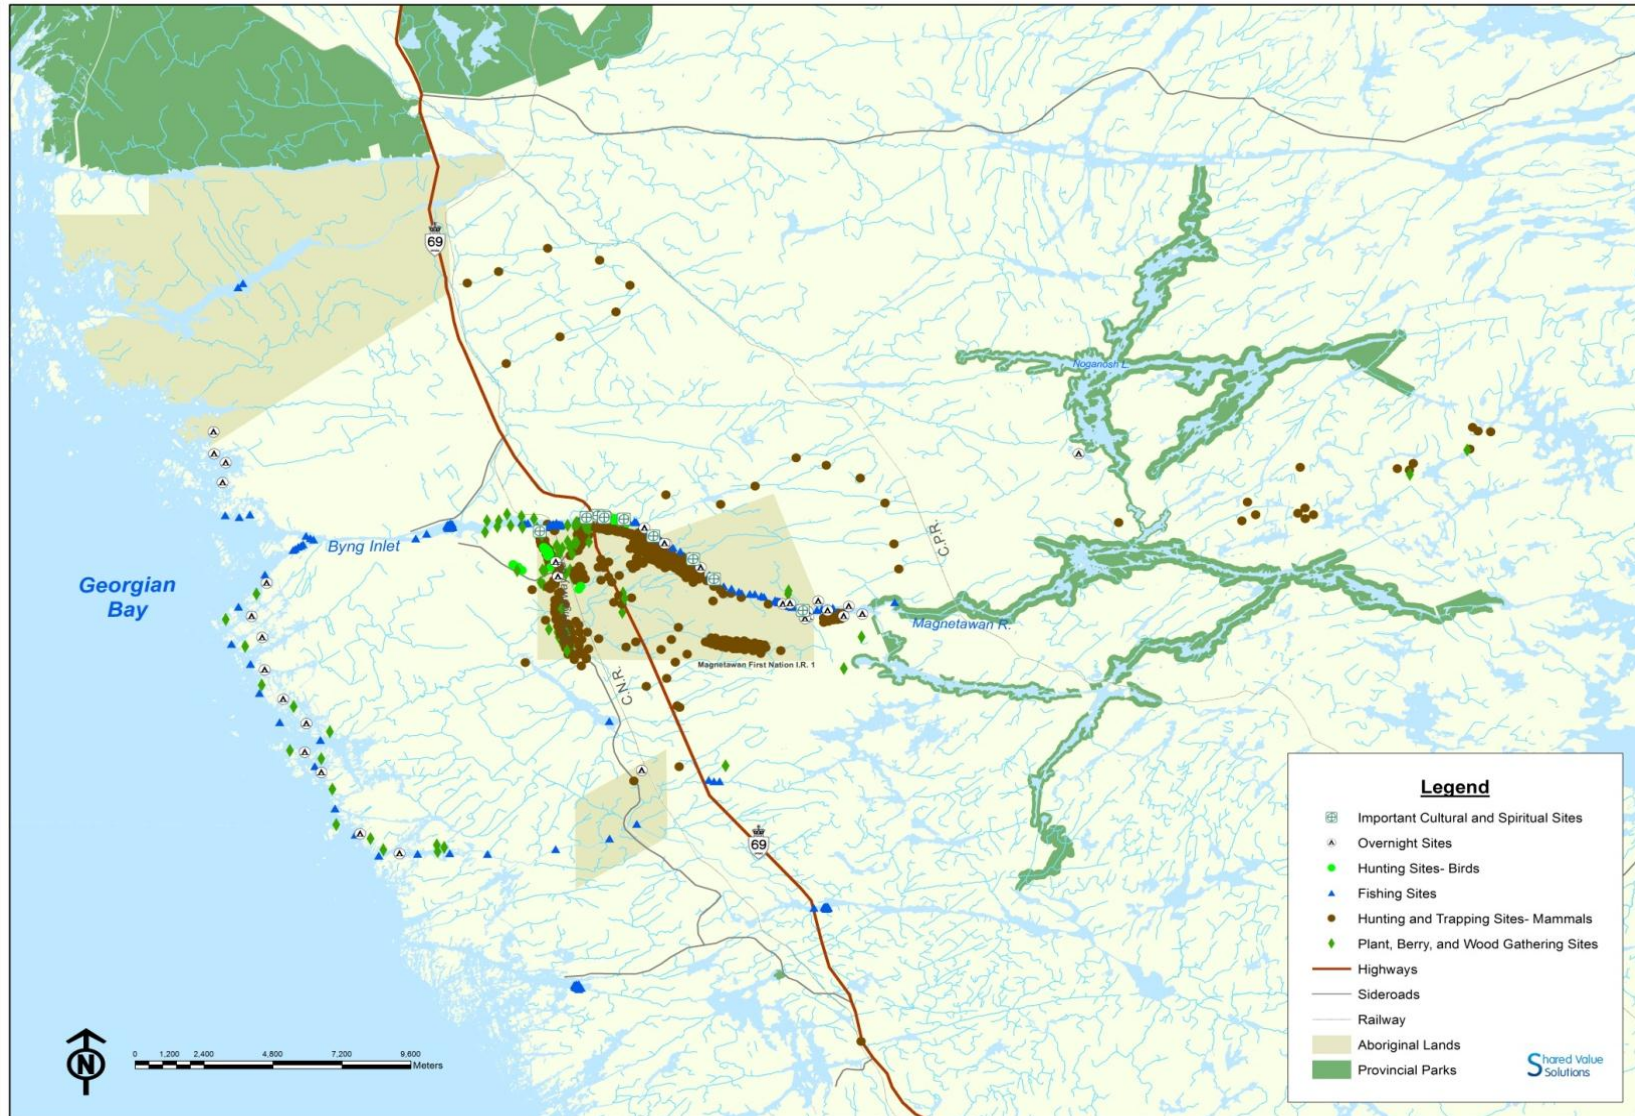 69
Noganosh L.
Byng Inlet
Georgian
Bay
C.P.R.
Magnetawan R.
Magnetawan First Nation I.R. 1
C.N.R.
69
N
0 1,200 2,400 4,800 7,200 9,600
Meters
Legend
Important Cultural and Spiritual Sites
Overnight Sites
Hunting Sites- Birds
Fishing Sites
Hunting and Trapping Sites- Mammals
Plant, Berry, and Wood Gathering Sites
Highways
Sideroads
Railway
Aboriginal Lands
Provincial Parks
Shared Value
Solutions